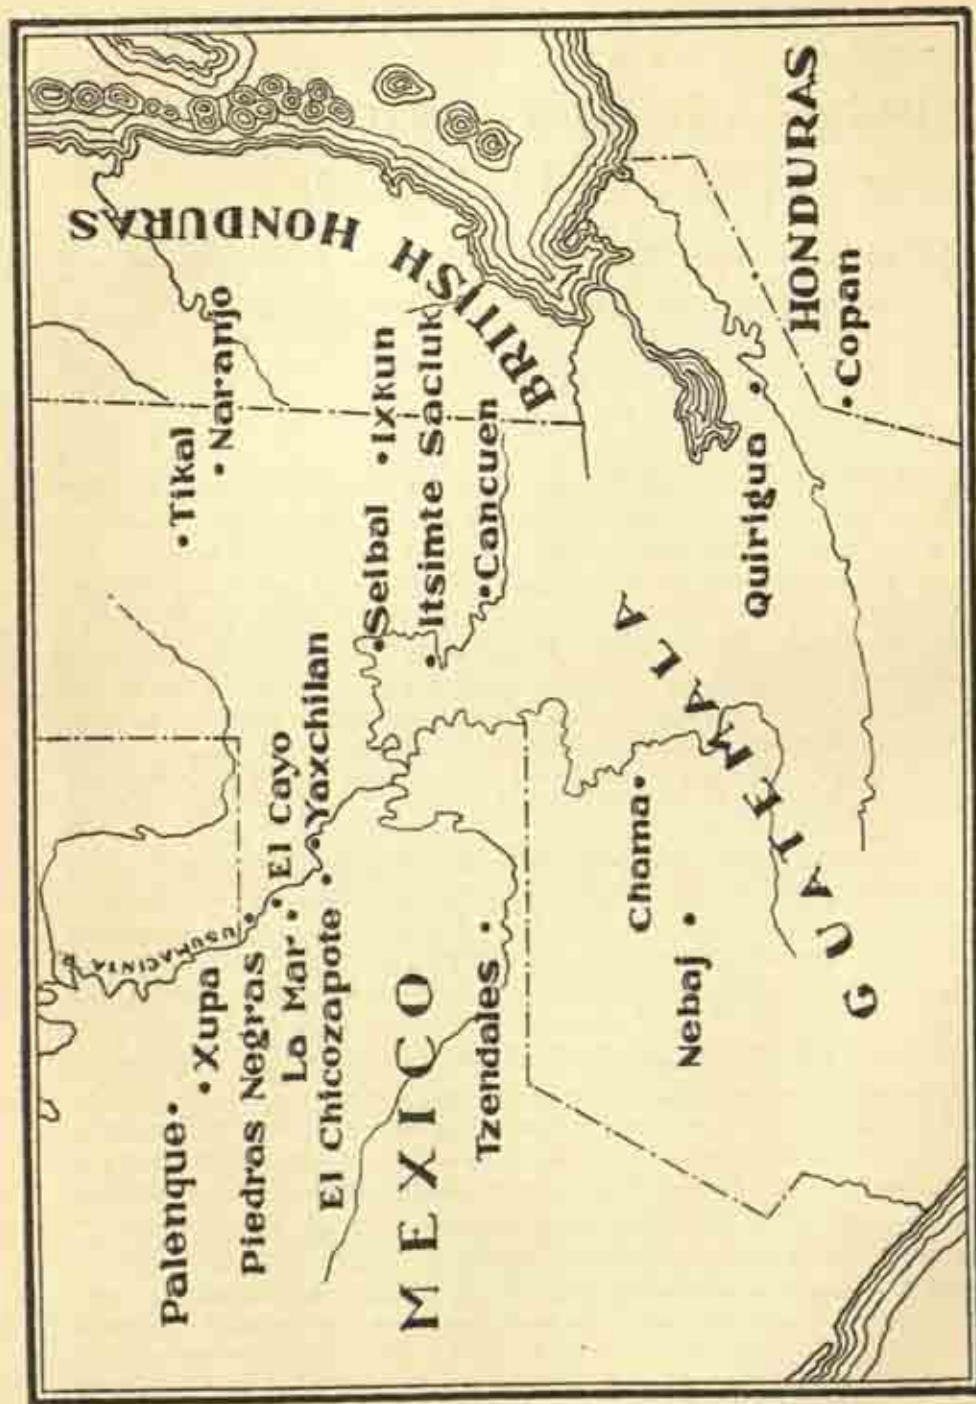 USUMACINTA R.
Palenque
Xupa
Tikal
Naranjo
Piedras Negras
El Cayo
La Mar
Yaxchilan
El Chicozapote
BRITISH HONDURAS
Seibal
Ixkun
MEXICO
Itsimte Sacluk
Tzendales
Cancuen
Chama
Nebaj
Quirigua
GUATEMALA
HONDURAS
Copan